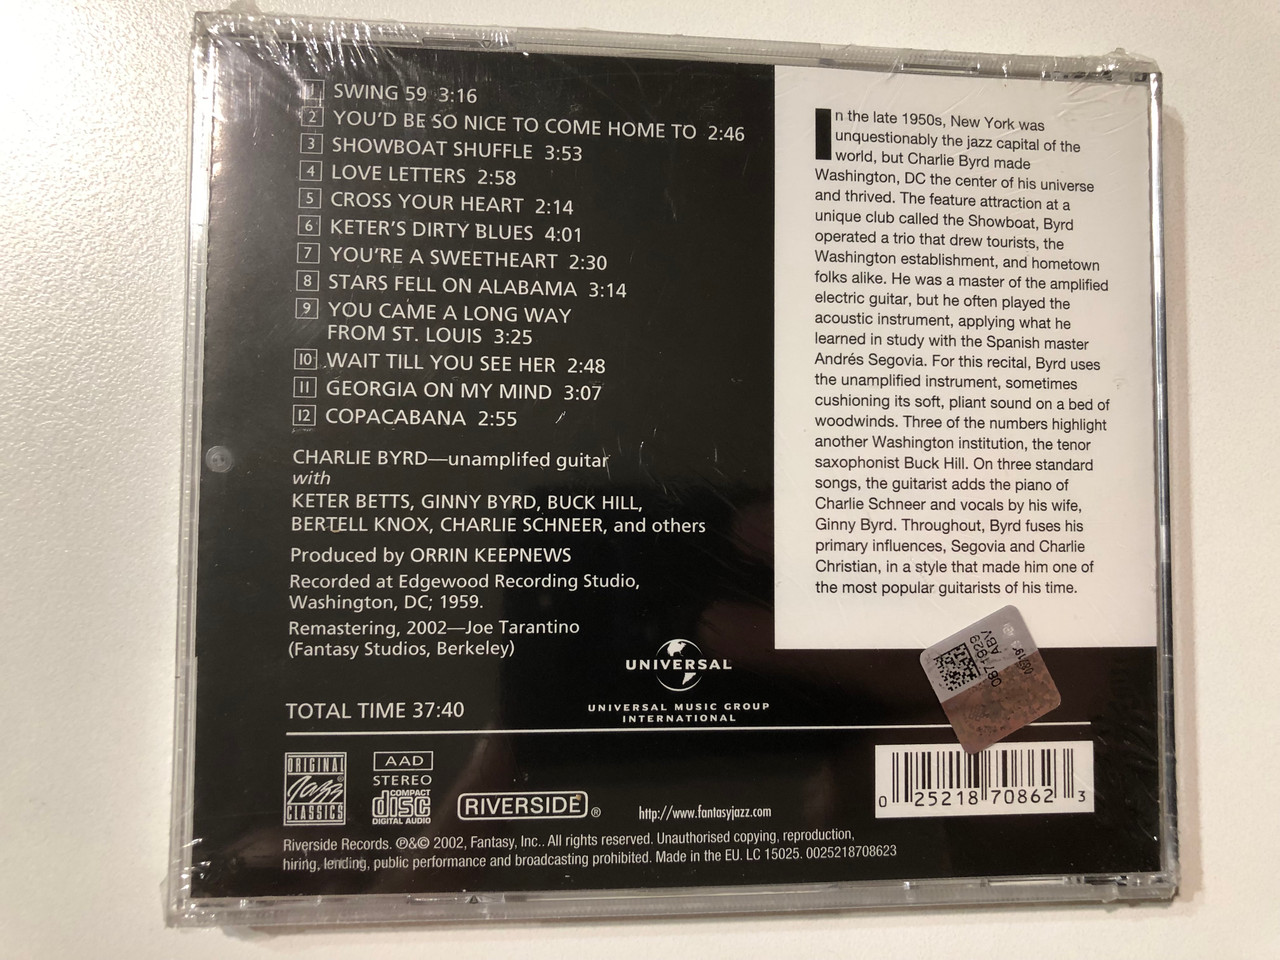 1 SWING 59 3:16
2 YOU'D BE SO NICE TO COME HOME TO 2:46
3 SHOWBOAT SHUFFLE 3:53
4 LOVE LETTERS 2:58
5 CROSS YOUR HEART 2:14
6 KETER'S DIRTY BLUES 4:01
7 YOU'RE A SWEETHEART 2:30
8 STARS FELL ON ALABAMA 3:14
9 YOU CAME A LONG WAY
FROM ST. LOUIS 3:25
10 WAIT TILL YOU SEE HER 2:48
11 GEORGIA ON MY MIND 3:07
12 COPACABANA 2:55
CHARLIE BYRD—unamplifed guitar
with
KETER BETTS, GINNY BYRD, BUCK HILL,
BERTELL KNOX, CHARLIE SCHNEER, and others
Produced by ORRIN KEEPNEWS
Recorded at Edgewood Recording Studio,
Washington, DC; 1959.
Remastering, 2002—Joe Tarantino
(Fantasy Studios, Berkeley)
TOTAL TIME 37:40
UNIVERSAL
UNIVERSAL MUSIC GROUP
INTERNATIONAL
In the late 1950s, New York was
unquestionably the jazz capital of the
world, but Charlie Byrd made
Washington, DC the center of his universe
and thrived. The feature attraction at a
unique club called the Showboat, Byrd
operated a trio that drew tourists, the
Washington establishment, and hometown
folks alike. He was a master of the amplified
electric guitar, but he often played the
acoustic instrument, applying what he
learned in study with the Spanish master
Andrés Segovia. For this recital, Byrd uses
the unamplified instrument, sometimes
cushioning its soft, pliant sound on a bed of
woodwinds. Three of the numbers highlight
another Washington institution, the tenor
saxophonist Buck Hill. On three standard
songs, the guitarist adds the piano of
Charlie Schneer and vocals by his wife,
Ginny Byrd. Throughout, Byrd fuses his
primary influences, Segovia and Charlie
Christian, in a style that made him one of
the most popular guitarists of his time.
ABV
0871929
ORIGINAL
Jazz ®
CLASSICS
AAD
STEREO
COMPACT
disc
DIGITAL AUDIO
RIVERSIDE ®
http://www.fantasyjazz.com
0 25218 70862 3
Riverside Records. ℗&© 2002, Fantasy, Inc.. All rights reserved. Unauthorised copying, reproduction,
hiring, lending, public performance and broadcasting prohibited. Made in the EU. LC 15025. 0025218708623